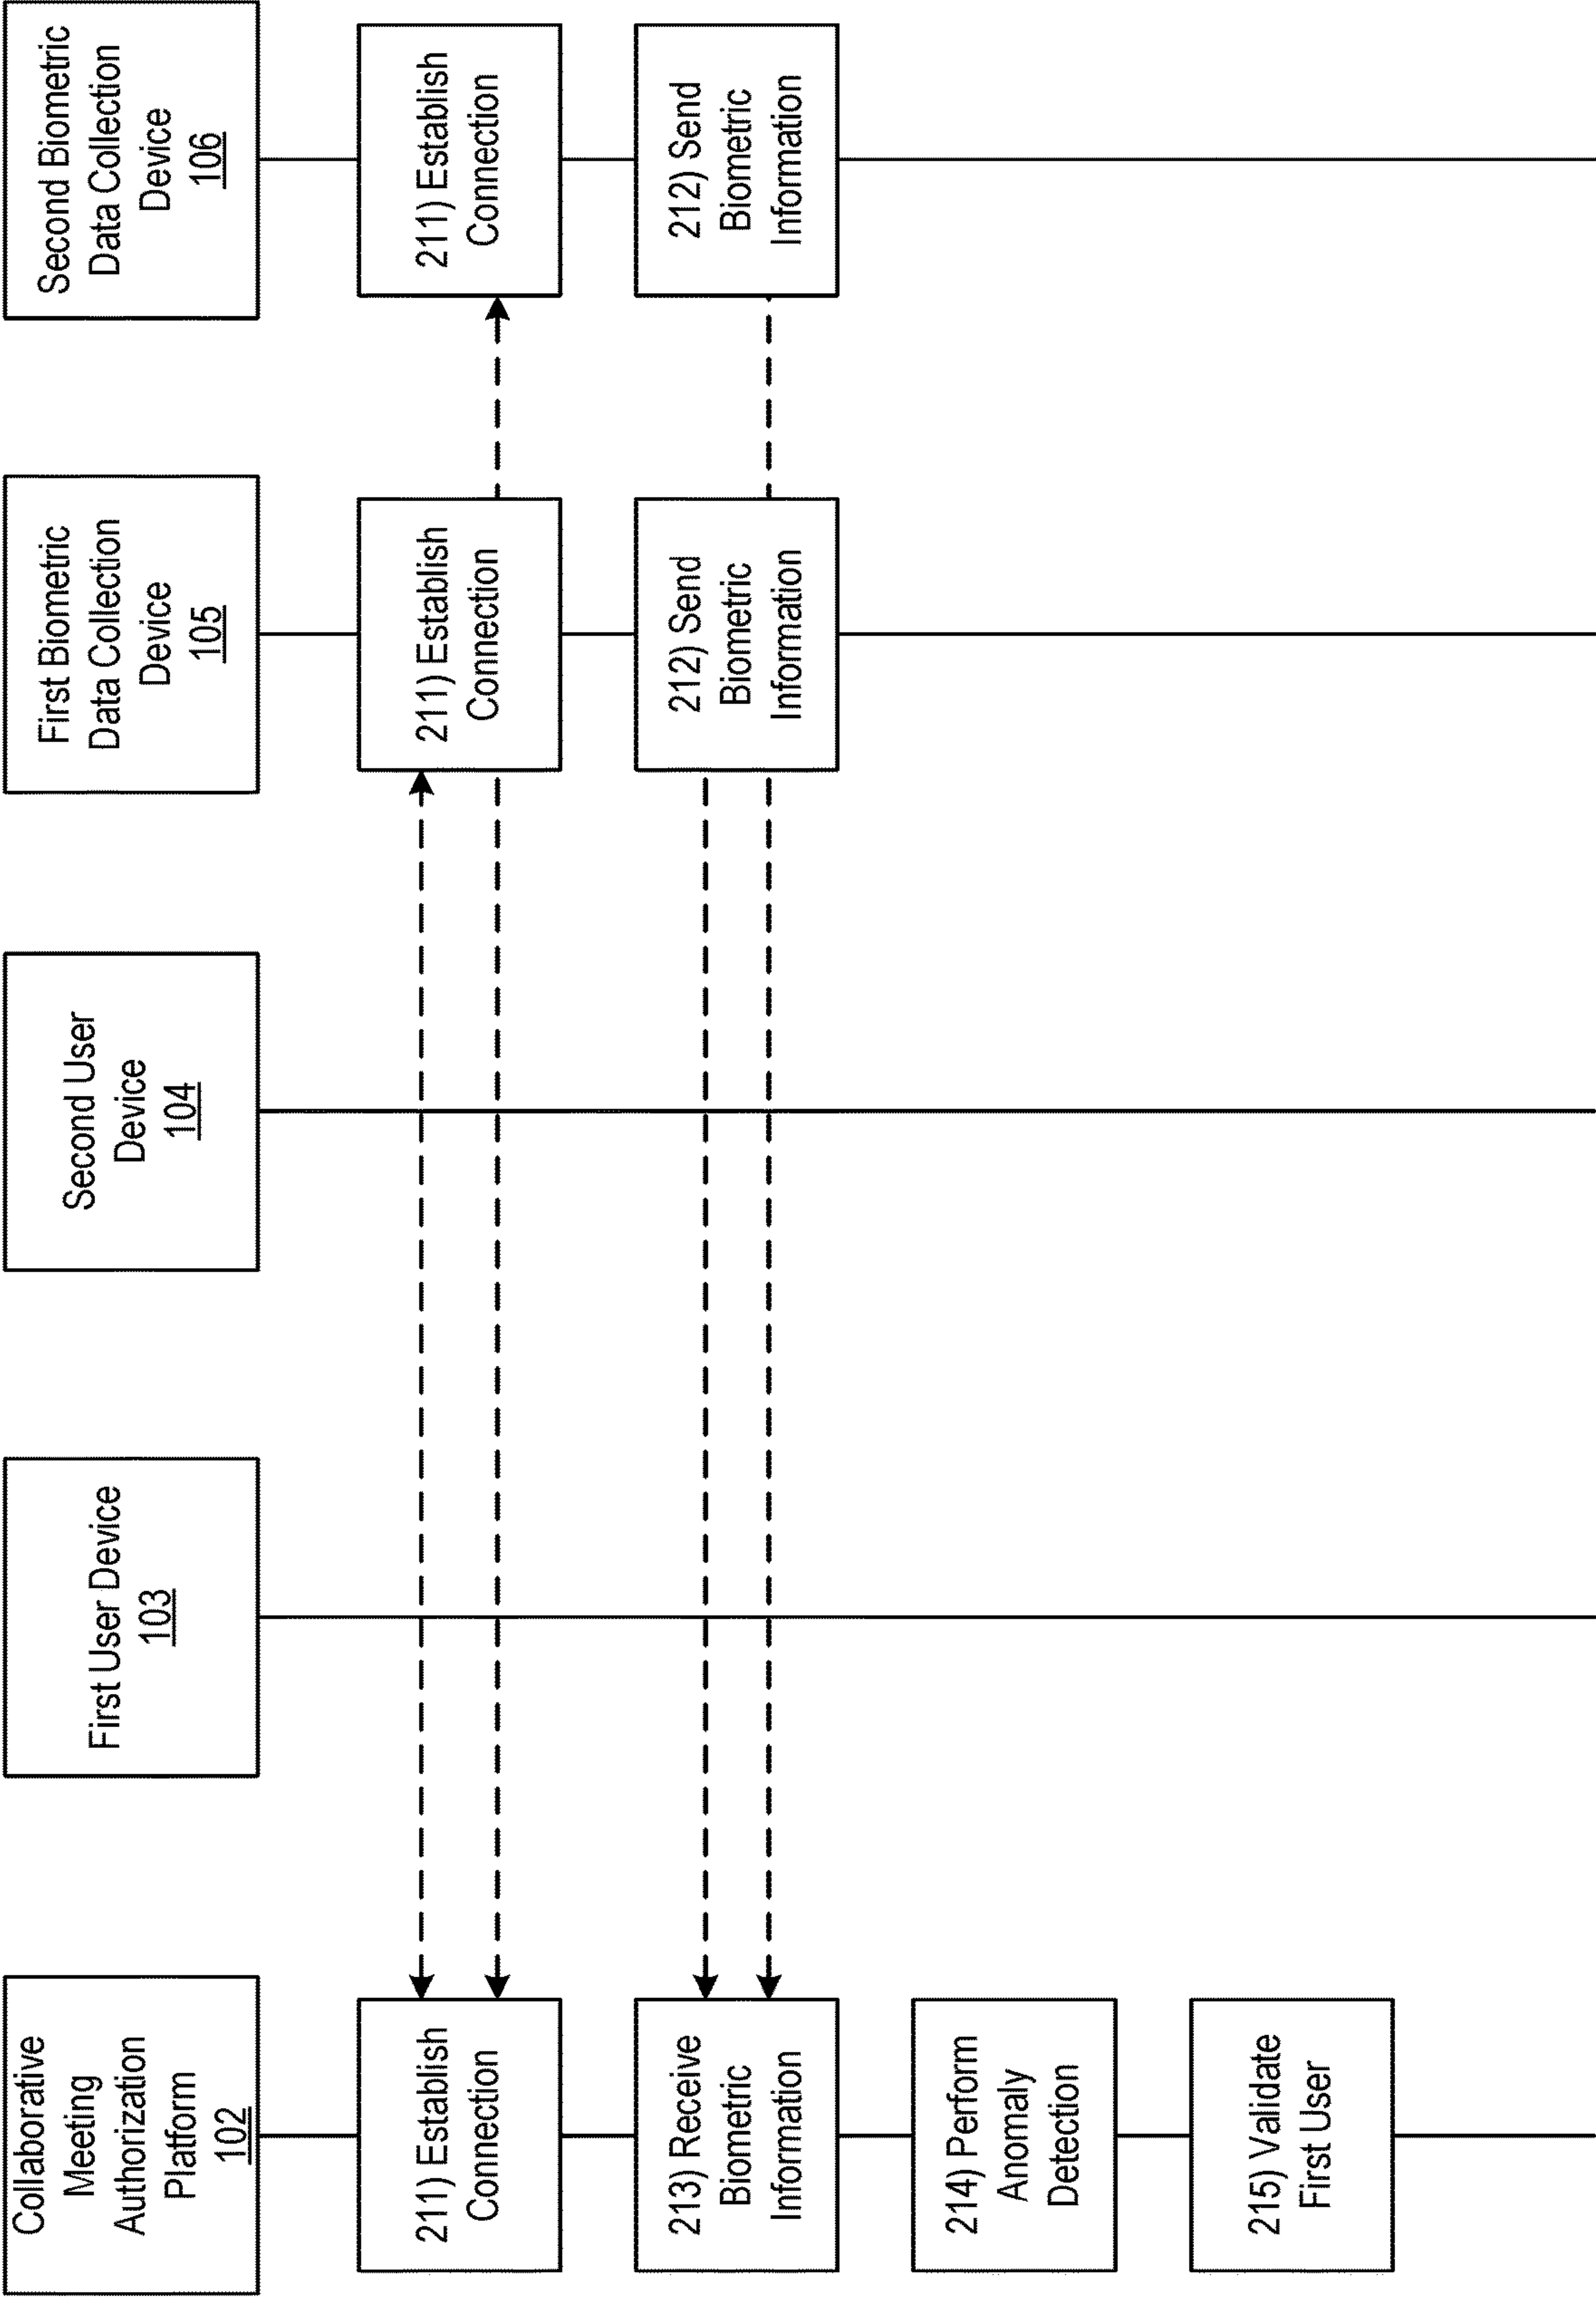 Collaborative
Meeting
Authorization
Platform
102
First User Device
103
Second User
Device
104
First Biometric
Data Collection
Device
105
Second Biometric
Data Collection
Device
106
211) Establish
Connection
211) Establish
Connection
211) Establish
Connection
213) Receive
Biometric
Information
212) Send
Biometric
Information
212) Send
Biometric
Information
214) Perform
Anomaly
Detection
215) Validate
First User